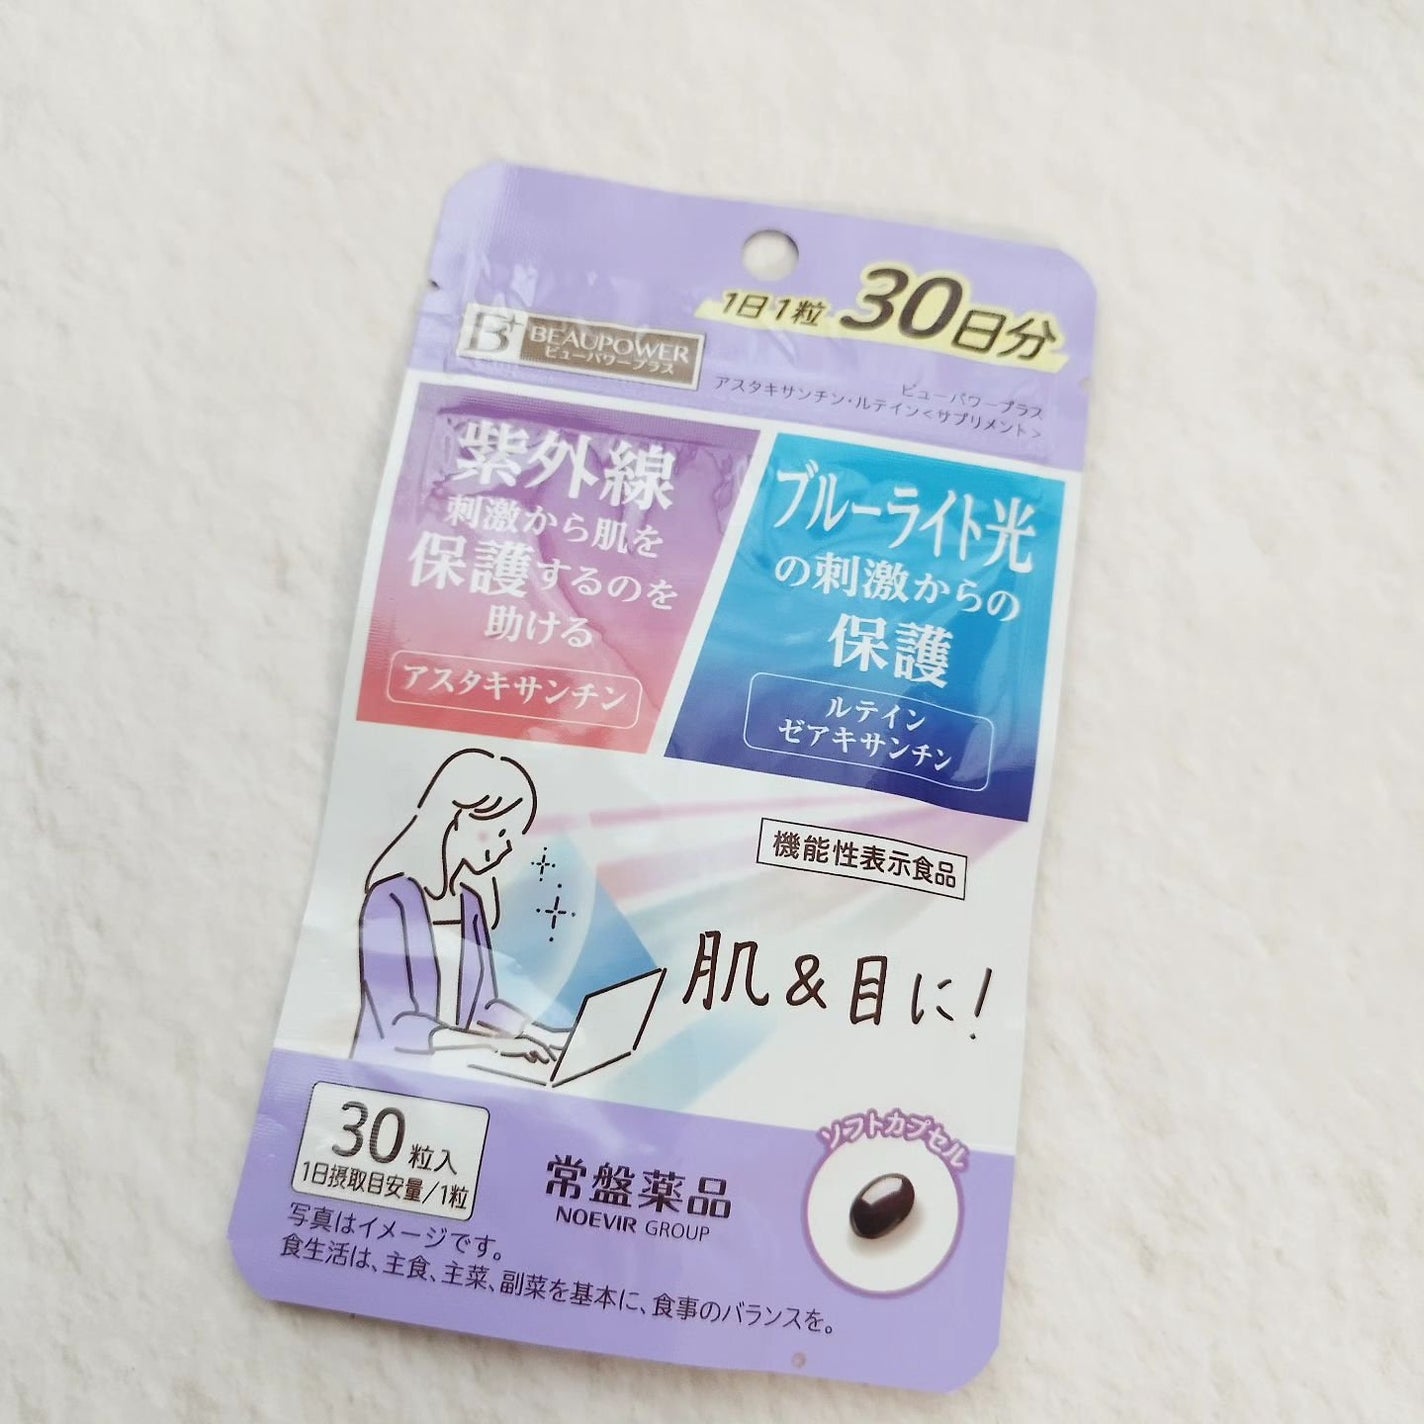 1日1粒 30日分
B+ BEAUPOWER
ビューパワープラス
ビューパワープラス
アスタキサンチン・ルテイン<サプリメント>
紫外線
刺激から肌を
保護するのを
助ける
アスタキサンチン
ブルーライト光
の刺激からの
保護
ルテイン
ゼアキサンチン
機能性表示食品
肌&目に!
30粒入
1日摂取目安量/1粒
常盤薬品
NOEVIR GROUP
ソフトカプセル
写真はイメージです。
食生活は、主食、主菜、副菜を基本に、食事のバランスを。